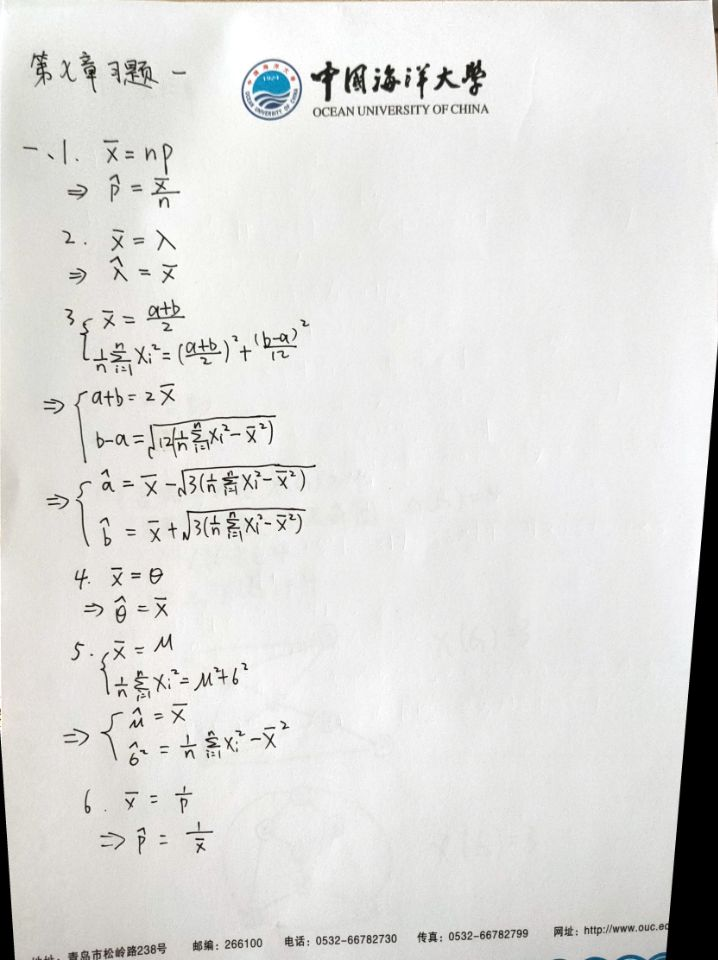 第七章习题一
中国海洋大学
OCEAN UNIVERSITY OF CHINA
一、1. x̄ = np
⇒ p̂ = x̄/n
2. x̄ = λ
⇒ λ̂ = x̄
3 { x̄ = (a+b)/2
1/n ∑_{i=1}^{n} Xi² = ((a+b)/2)² + (b-a)²/12
⇒ { a+b = 2x̄
b-a = √(12(1/n ∑_{i=1}^{n} Xi² - x̄²))
⇒ { â = x̄ - √(3(1/n ∑_{i=1}^{n} Xi² - x̄²))
b̂ = x̄ + √(3(1/n ∑_{i=1}^{n} Xi² - x̄²))
4. x̄ = θ
⇒ θ̂ = x̄
5. { x̄ = μ
1/n ∑_{i=1}^{n} Xi² = μ² + σ²
⇒ { μ̂ = x̄
σ̂² = 1/n ∑_{i=1}^{n} Xi² - x̄²
6. x̄ = 1/p
⇒ p̂ = 1/x̄
地址：青岛市松岭路238号 邮编：266100 电话：0532-66782730 传真：0532-66782799 网址：http://www.ouc.ed